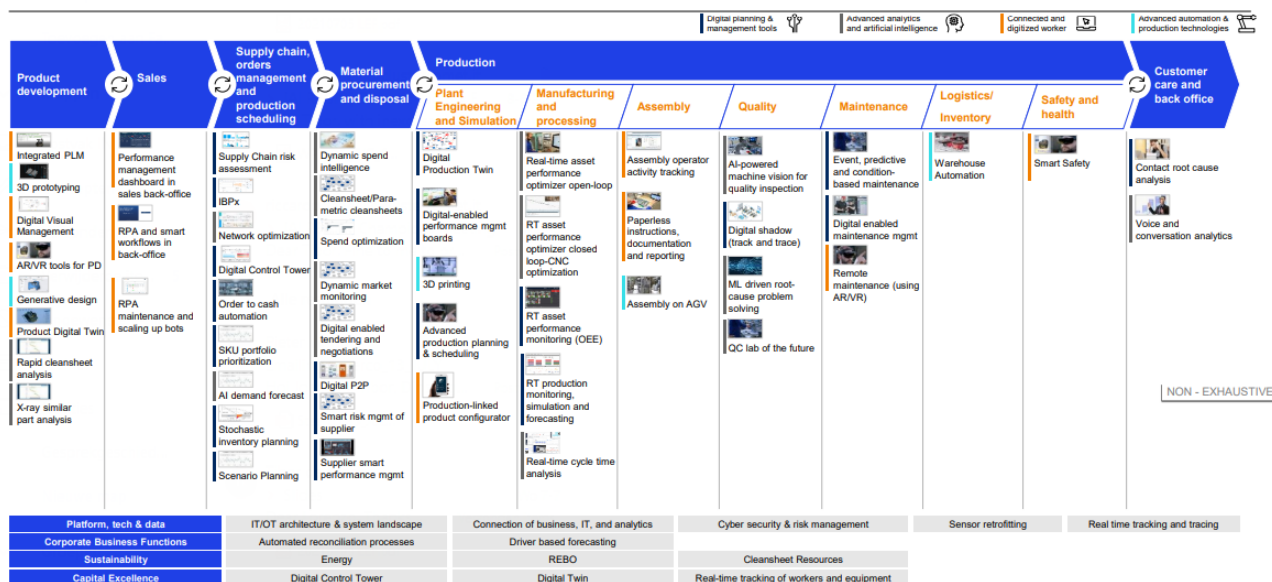 Digital planning &
management tools
Advanced analytics
and artificial intelligence
Connected and
digitized worker
Advanced automation &
production technologies
Product
development
Sales
Supply chain,
orders
management
and
production
scheduling
Material
procurement
and disposal
Production
Plant
Engineering
and Simulation
Manufacturing
and
processing
Assembly
Quality
Maintenance
Logistics/
Inventory
Safety and
health
Customer
care and
back office
Integrated PLM
3D prototyping
Digital Visual
Management
AR/VR tools for PD
Generative design
Product Digital Twin
Rapid cleansheet
analysis
X-ray similar
part analysis
Performance
management
dashboard in
sales back-office
RPA and smart
workflows in
back-office
RPA
maintenance and
scaling up bots
Supply Chain risk
assessment
IBPx
Network optimization
Digital Control Tower
Order to cash
automation
SKU portfolio
prioritization
AI demand forecast
Stochastic
inventory planning
Scenario Planning
Dynamic spend
intelligence
Cleansheet/Para-
metric cleansheets
Spend optimization
Dynamic market
monitoring
Digital enabled
tendering and
negotiations
Digital P2P
Smart risk mgmt of
supplier
Supplier smart
performance mgmt
Digital
Production Twin
Digital-enabled
performance mgmt
boards
3D printing
Advanced
production planning
& scheduling
Production-linked
product configurator
Real-time asset
performance
optimizer open-loop
RT asset
performance
optimizer closed
loop-CNC
optimization
RT asset
performance
monitoring (OEE)
RT production
monitoring,
simulation and
forecasting
Real-time cycle time
analysis
Assembly operator
activity tracking
Paperless
instructions,
documentation
and reporting
Assembly on AGV
AI-powered
machine vision for
quality inspection
Digital shadow
(track and trace)
ML driven root-
cause problem
solving
QC lab of the future
Event, predictive
and condition-
based maintenance
Digital enabled
maintenance mgmt
Remote
maintenance (using
AR/VR)
Warehouse
Automation
Smart Safety
Contact root cause
analysis
Voice and
conversation analytics
NON - EXHAUSTIVE
Platform, tech & data
IT/OT architecture & system landscape
Connection of business, IT, and analytics
Cyber security & risk management
Sensor retrofitting
Real time tracking and tracing
Corporate Business Functions
Automated reconciliation processes
Driver based forecasting
Sustainability
Energy
REBO
Cleansheet Resources
Capital Excellence
Digital Control Tower
Digital Twin
Real-time tracking of workers and equipment